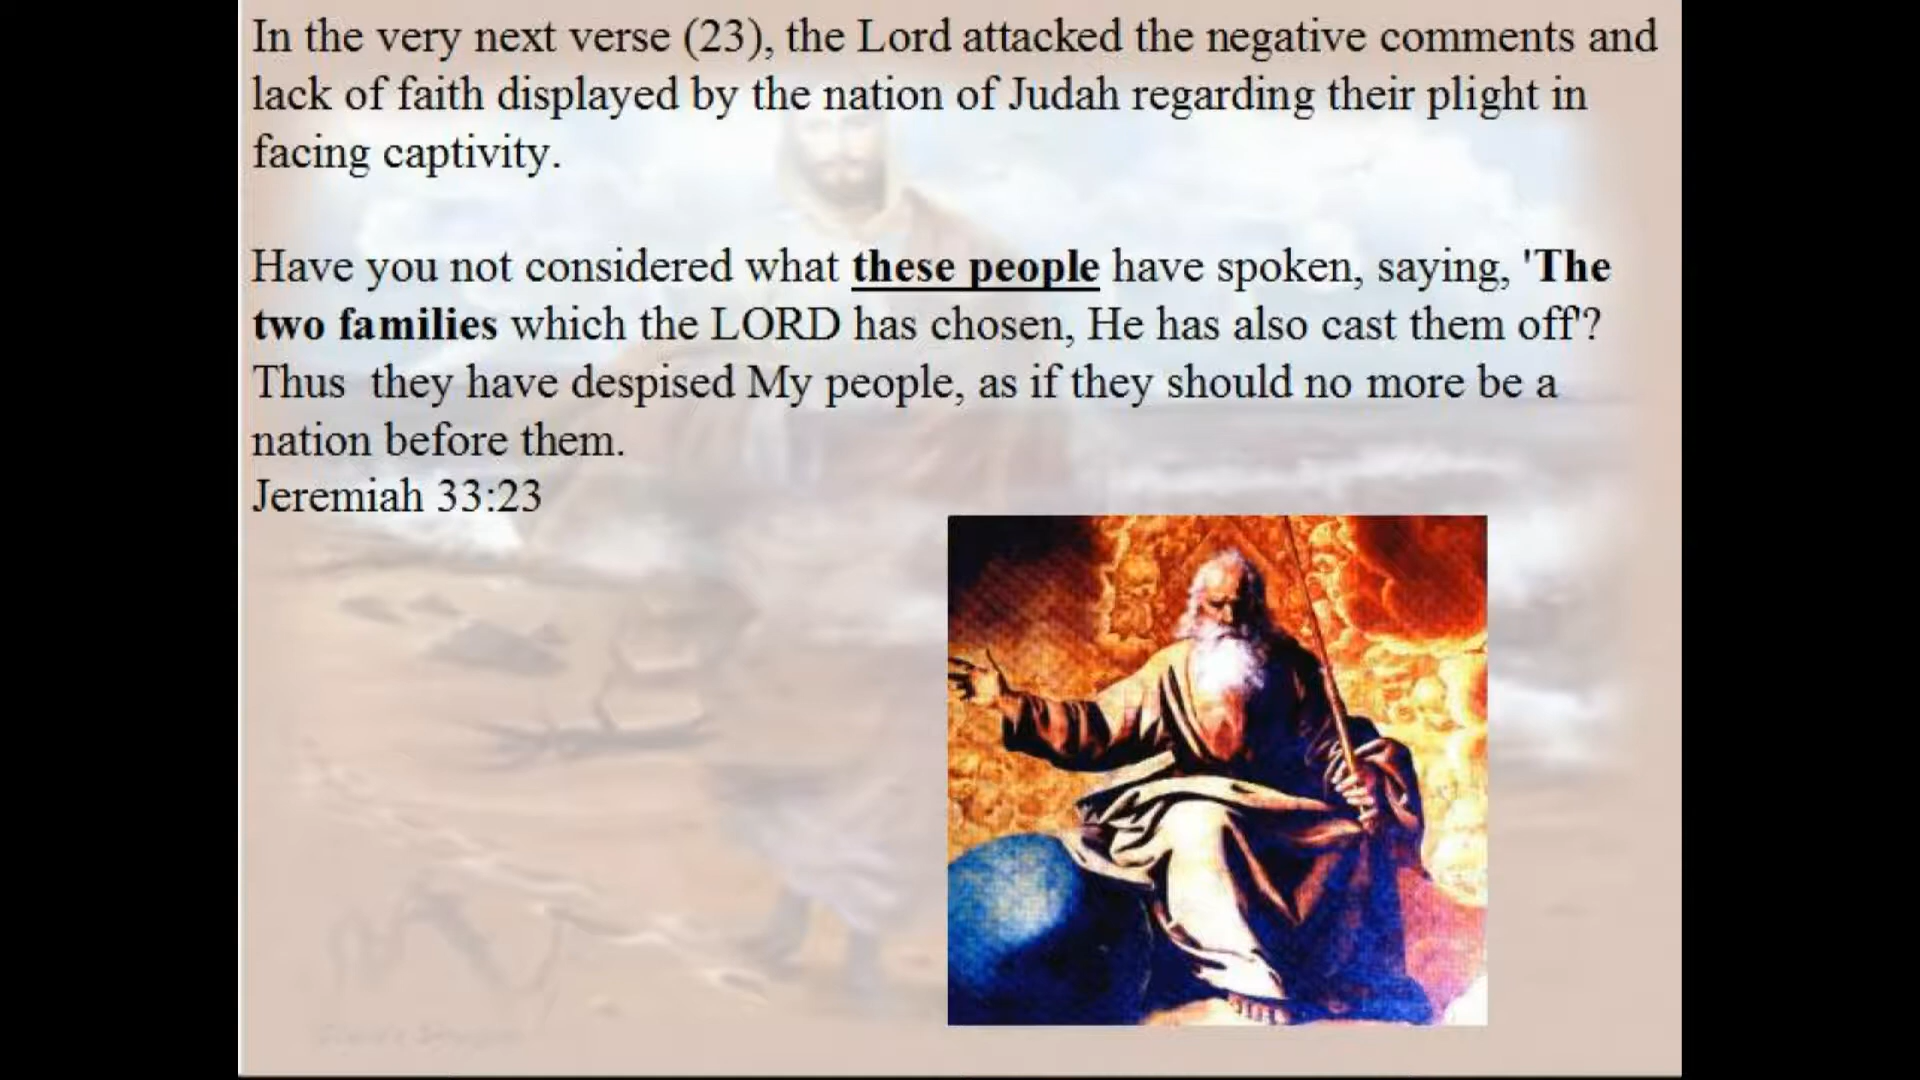 In the very next verse (23), the Lord attacked the negative comments and
lack of faith displayed by the nation of Judah regarding their plight in
facing captivity.
Have you not considered what these people have spoken, saying, 'The
two families which the LORD has chosen, He has also cast them off'?
Thus they have despised My people, as if they should no more be a
nation before them.
Jeremiah 33:23